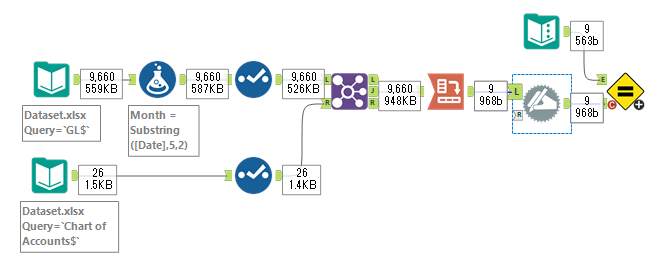 9
563b
9,660
559KB
9,660
587KB
9,660
526KB
L
R
L
J
R
9,660
948KB
9
968b
L
R
9
968b
E
C
Dataset.xlsx
Query=`GL$`
Month =
Substring
([Date],5,2)
26
1.5KB
26
1.4KB
Dataset.xlsx
Query=`Chart of
Accounts$`